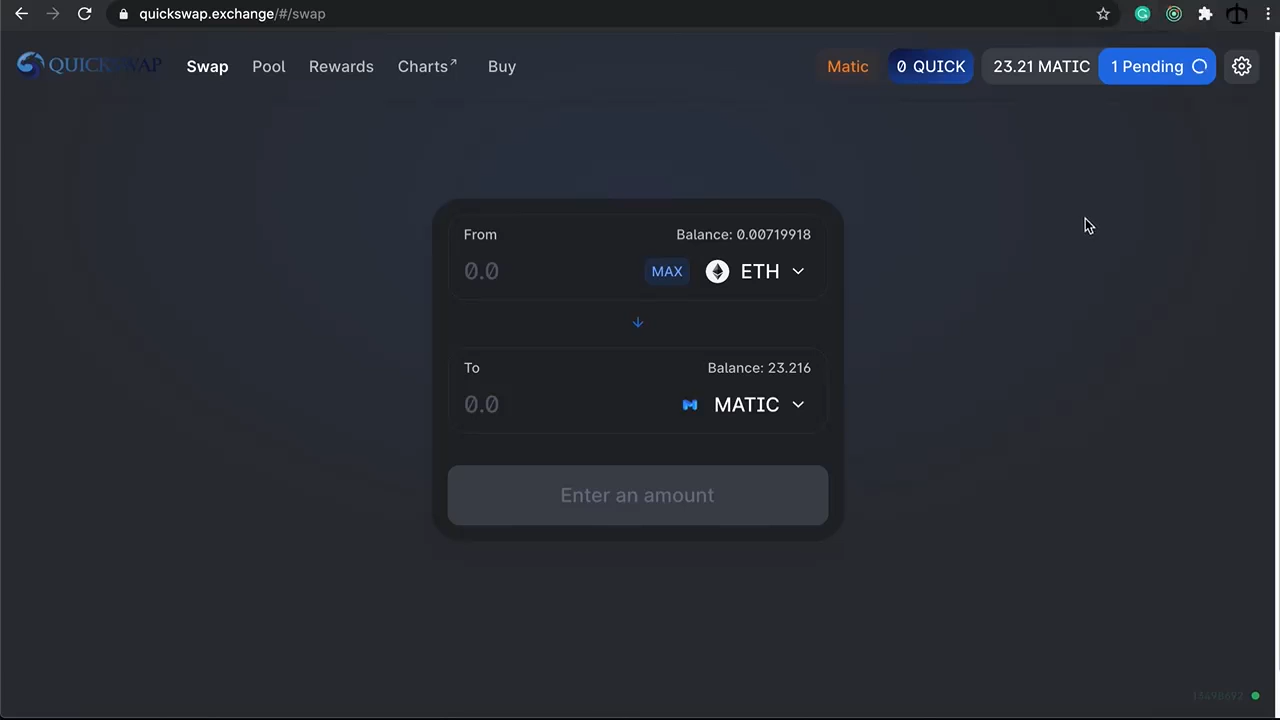 quickswap.exchange/#/swap
QUICKSWAP Swap Pool Rewards Charts↗ Buy Matic 0 QUICK 23.21 MATIC 1 Pending
From Balance: 0.00719918
0.0 MAX ETH
To Balance: 23.216
0.0 MATIC
Enter an amount
13498692